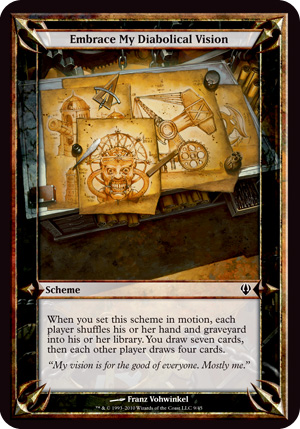 Embrace My Diabolical Vision
Scheme
When you set this scheme in motion, each
player shuffles his or her hand and graveyard
into his or her library. You draw seven cards,
then each other player draws four cards.
"My vision is for the good of everyone. Mostly me."
Franz Vohwinkel
™ & © 1993-2010 Wizards of the Coast LLC 9/45